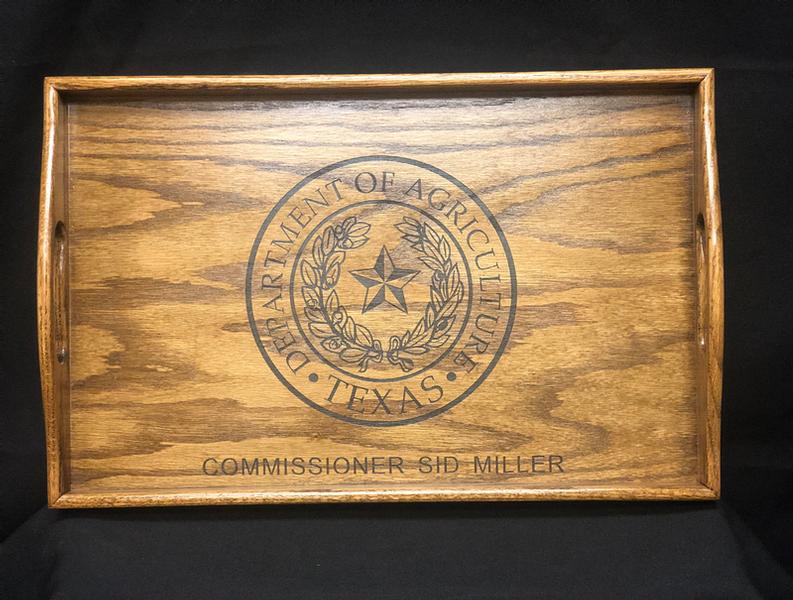 DEPARTMENT OF AGRICULTURE
• TEXAS •
COMMISSIONER SID MILLER